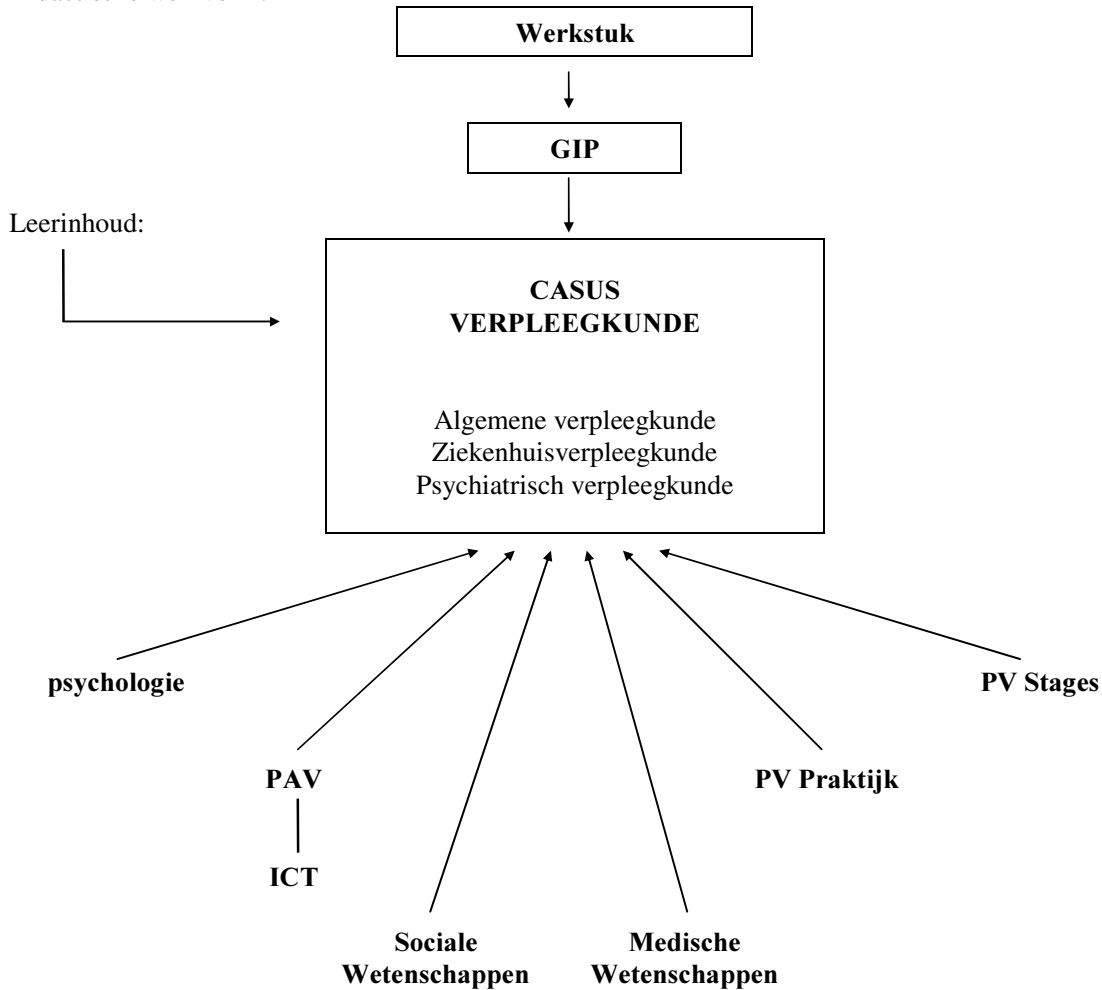 Werkstuk
GIP
Leerinhoud:
CASUS
VERPLEEGKUNDE
Algemene verpleegkunde
Ziekenhuisverpleegkunde
Psychiatrisch verpleegkunde
psychologie
PV Stages
PAV
PV Praktijk
ICT
Sociale
Wetenschappen
Medische
Wetenschappen